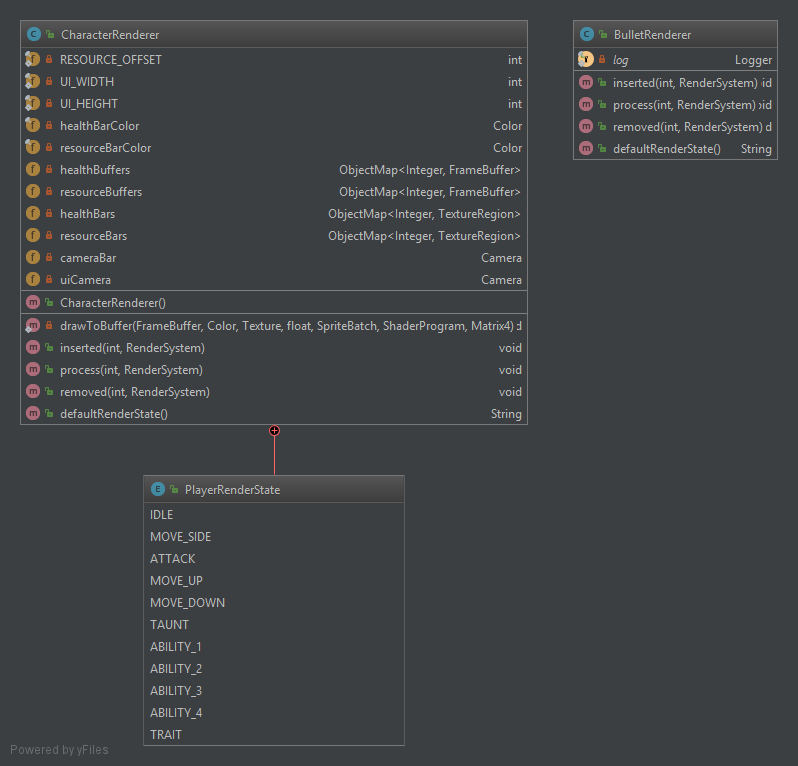 CharacterRenderer
RESOURCE_OFFSET int
UI_WIDTH int
UI_HEIGHT int
healthBarColor Color
resourceBarColor Color
healthBuffers ObjectMap<Integer, FrameBuffer>
resourceBuffers ObjectMap<Integer, FrameBuffer>
healthBars ObjectMap<Integer, TextureRegion>
resourceBars ObjectMap<Integer, TextureRegion>
cameraBar Camera
uiCamera Camera
CharacterRenderer()
drawToBuffer(FrameBuffer, Color, Texture, float, SpriteBatch, ShaderProgram, Matrix4) d
inserted(int, RenderSystem) void
process(int, RenderSystem) void
removed(int, RenderSystem) void
defaultRenderState() String
BulletRenderer
log Logger
inserted(int, RenderSystem) id
process(int, RenderSystem) id
removed(int, RenderSystem) d
defaultRenderState() String
PlayerRenderState
IDLE
MOVE_SIDE
ATTACK
MOVE_UP
MOVE_DOWN
TAUNT
ABILITY_1
ABILITY_2
ABILITY_3
ABILITY_4
TRAIT
Powered by yFiles